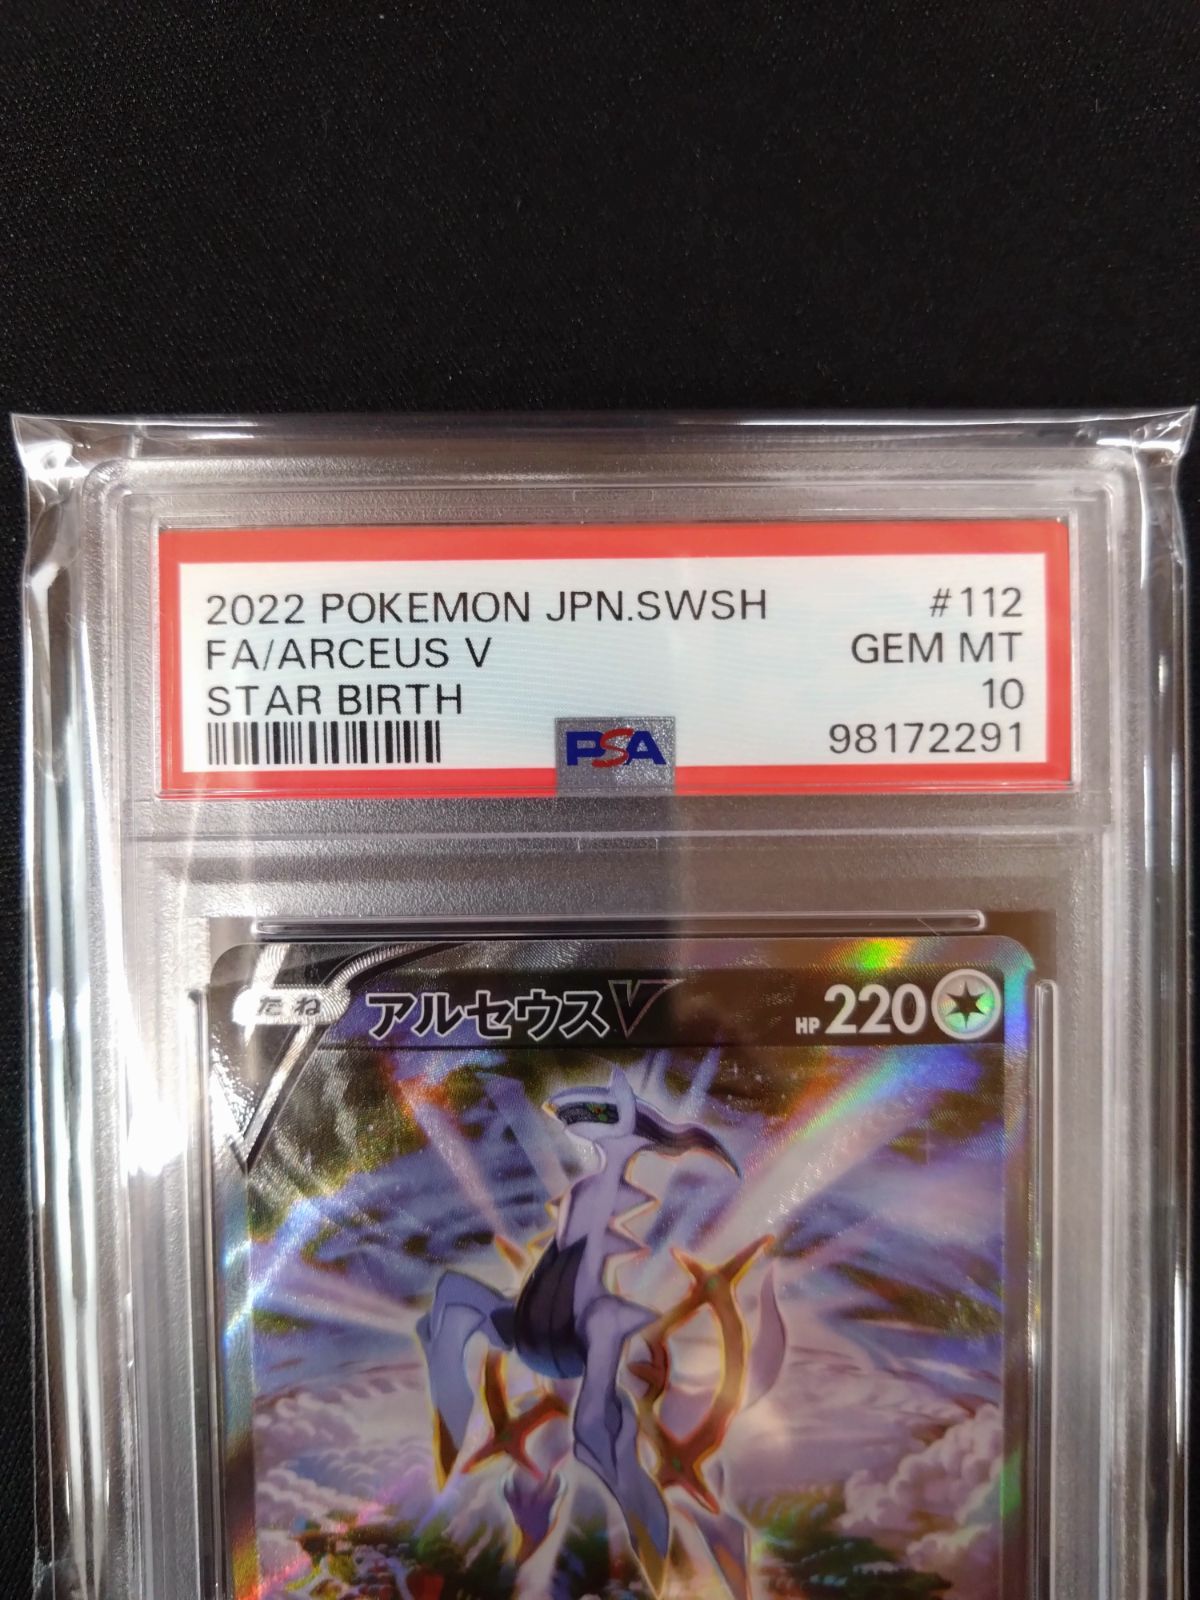 2022 POKEMON JPN.SWSH #112
FA/ARCEUS V GEM MT
STAR BIRTH 10
98172291
PSA
たね アルセウスV HP 220